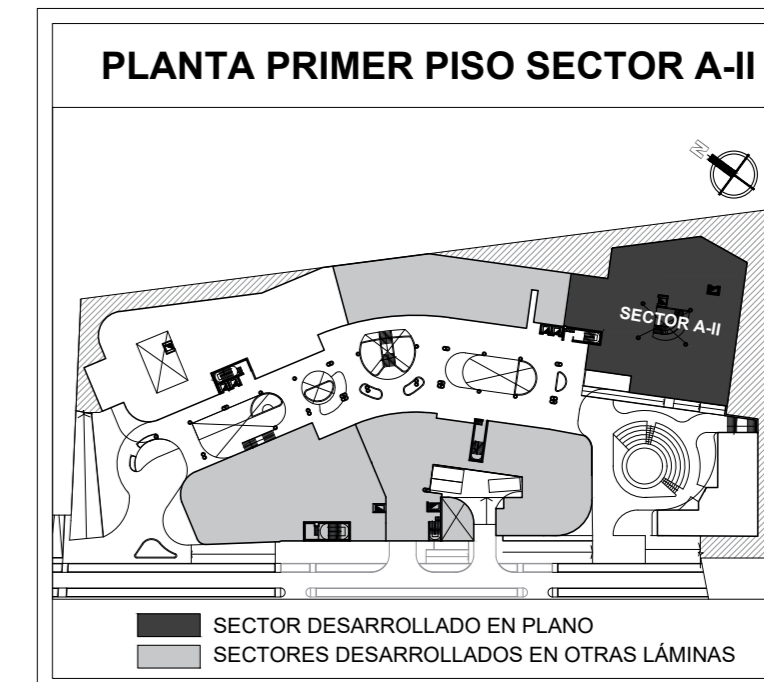 PLANTA PRIMER PISO SECTOR A-II
N
SECTOR A-II
SECTOR DESARROLLADO EN PLANO
SECTORES DESARROLLADOS EN OTRAS LÁMINAS